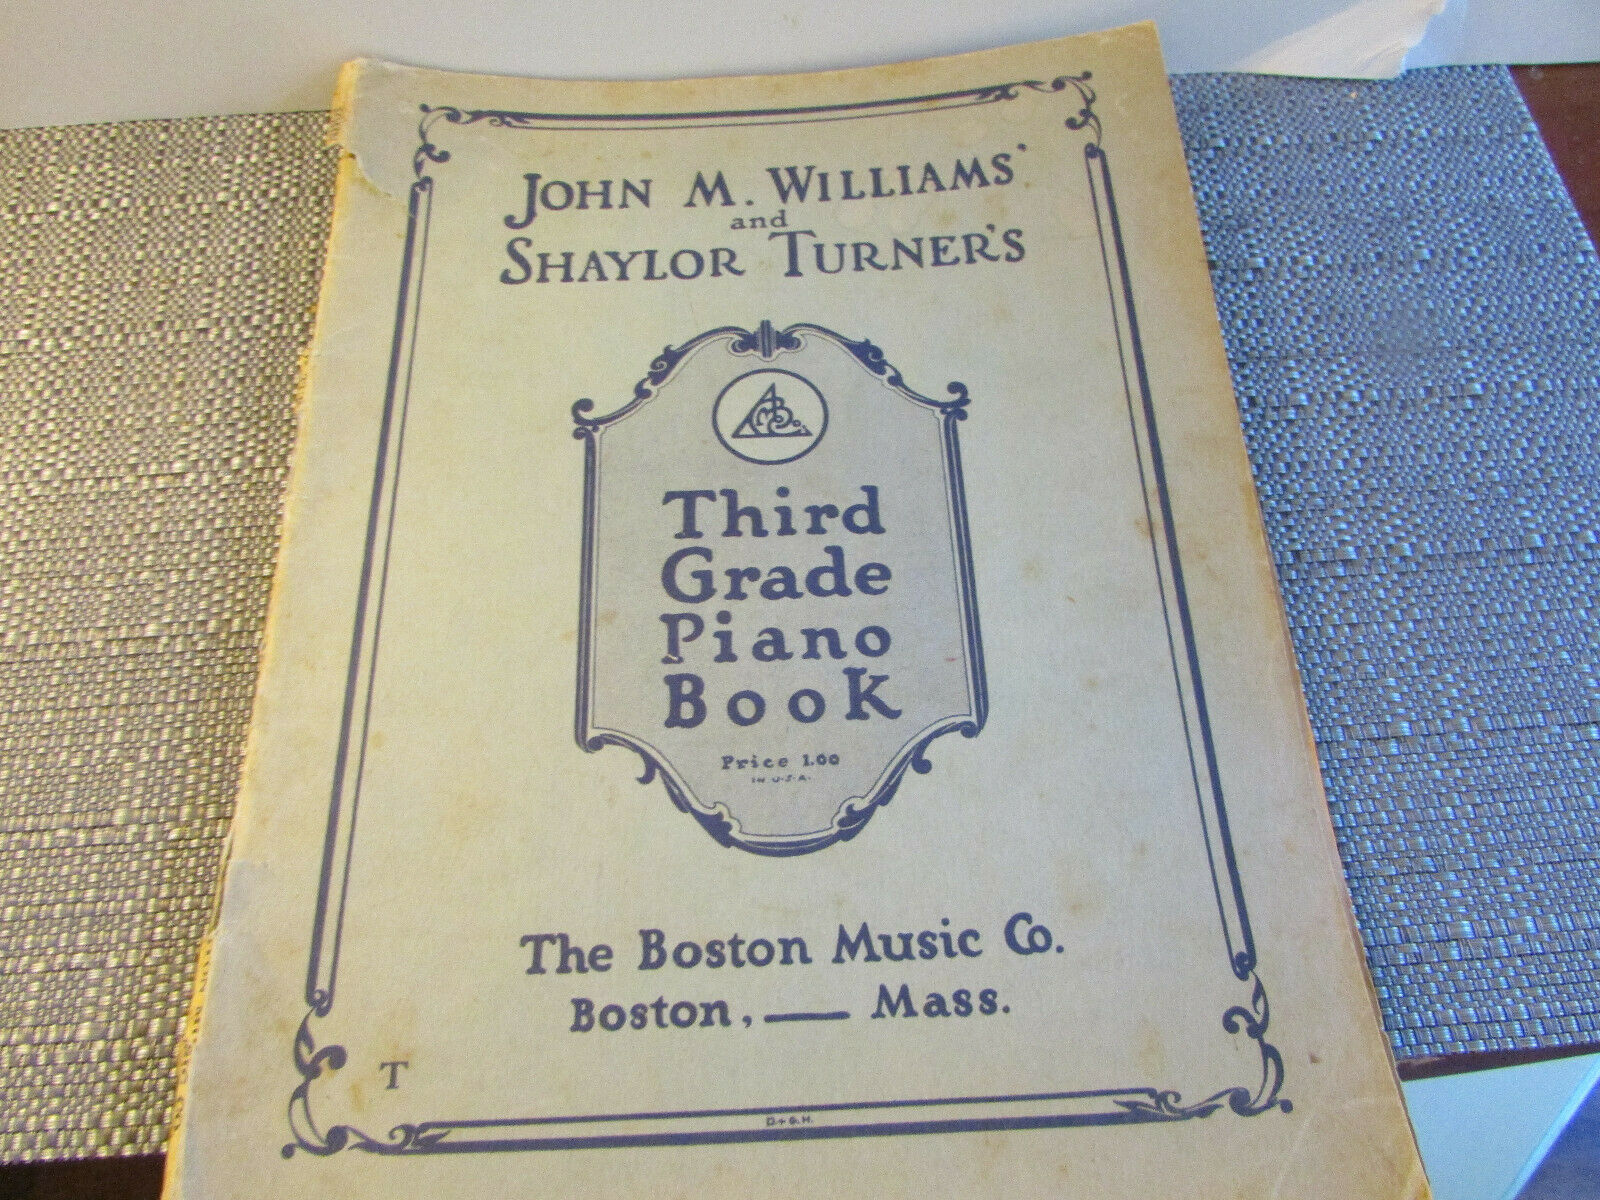 JOHN M. WILLIAMS'
and
SHAYLOR TURNER'S
Third
Grade
Piano
Book
Price 1.00
IN U.S.A.
The Boston Music Co.
Boston, — Mass.
T
D.+G.H.